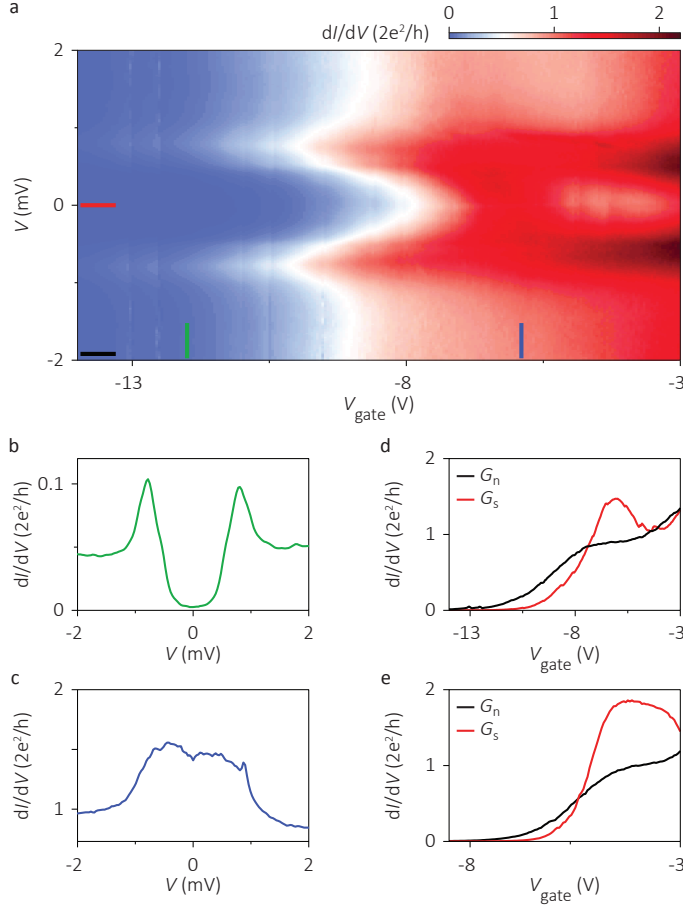 a
dI/dV (2e²/h)
0
1
2
2
0
-2
V (mV)
-13
-8
-3
V_gate (V)
b
0.1
0
dI/dV (2e²/h)
-2
0
2
V (mV)
d
2
1
0
dI/dV (2e²/h)
G_n
G_s
-13
-8
-3
V_gate (V)
c
2
1
dI/dV (2e²/h)
-2
0
2
V (mV)
e
2
1
0
dI/dV (2e²/h)
G_n
G_s
-8
-3
V_gate (V)